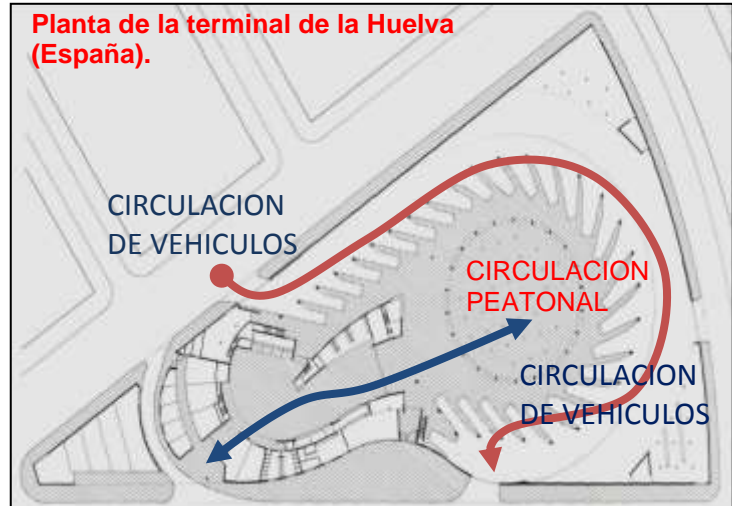 Planta de la terminal de la Huelva
(España).
CIRCULACION
DE VEHICULOS
CIRCULACION
PEATONAL
CIRCULACION
DE VEHICULOS